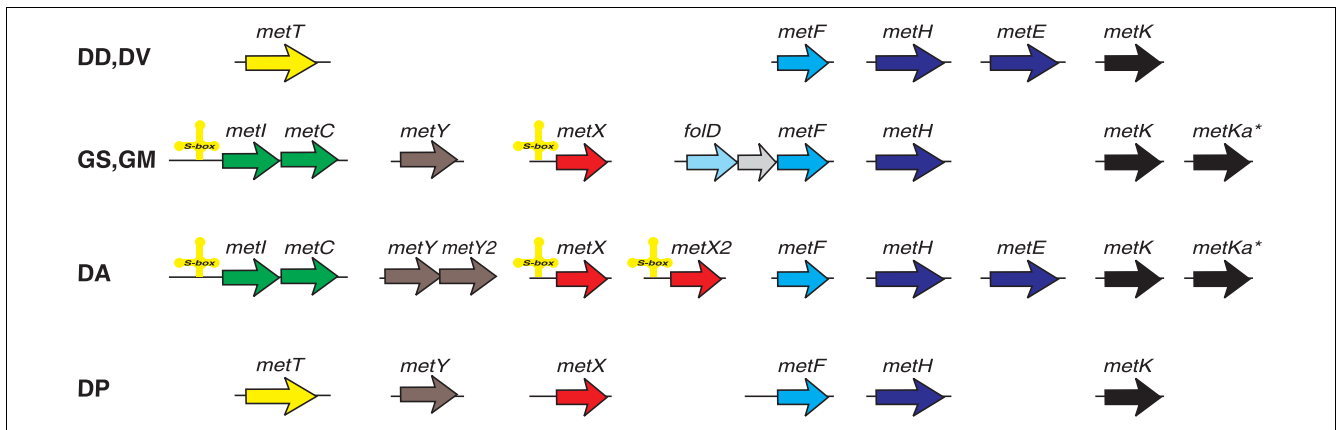 metT metF metH metE metK
DD,DV
S-box metI metC metY S-box metX folD metF metH metK metKa*
GS,GM
S-box metI metC metY metY2 S-box metX S-box metX2 metF metH metE metK metKa*
DA
metT metY metX metF metH metK
DP